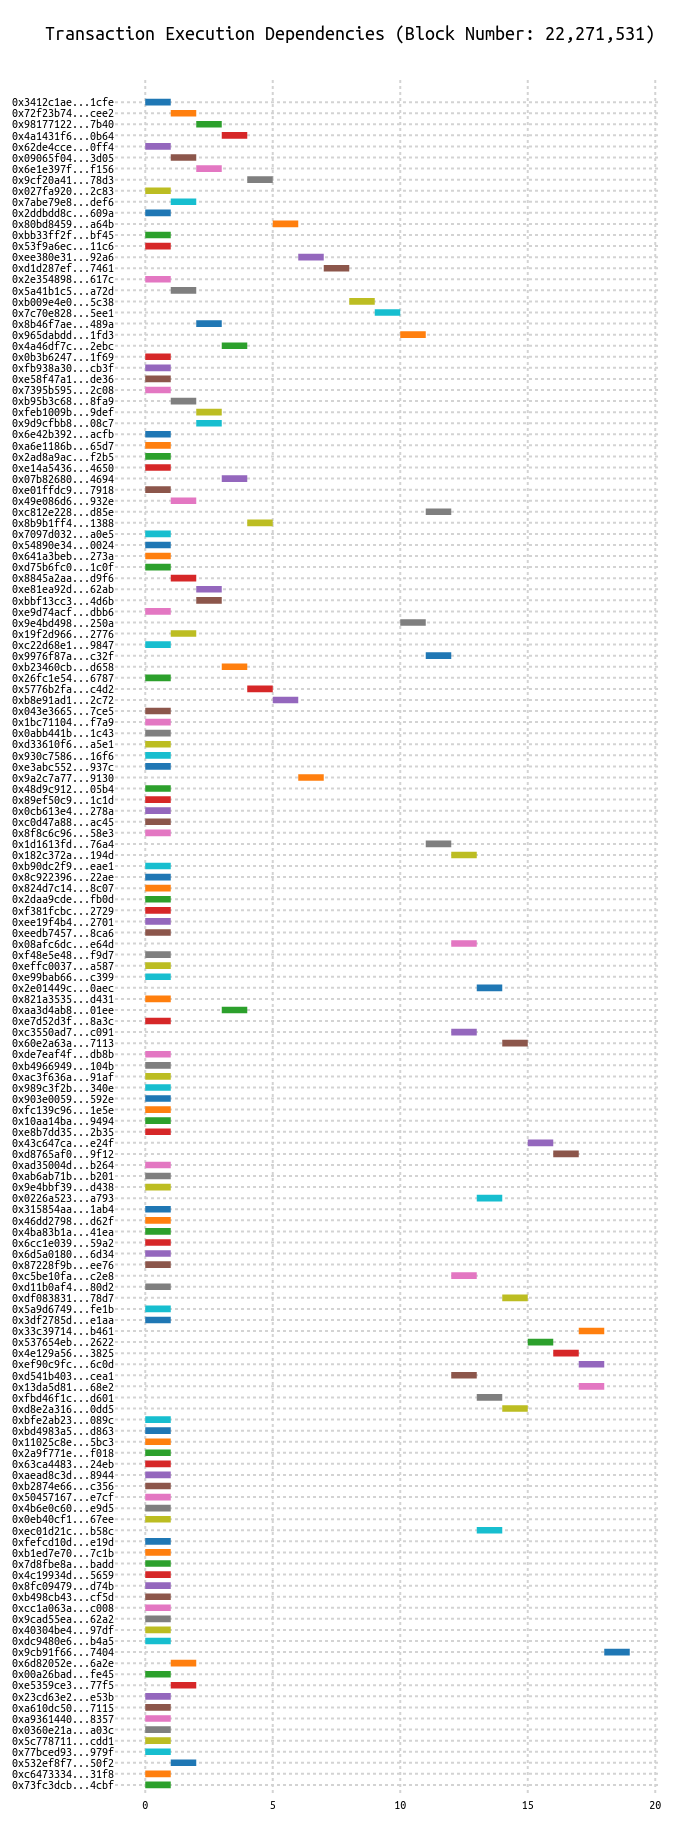 Transaction Execution Dependencies (Block Number: 22,271,531)
0x3412c1ae...1cfe
0x72f23b74...cee2
0x98177122...7b40
0x4a1431f6...0b64
0x62de4cce...0ff4
0x09065f04...3d05
0x6e1e397f...f156
0x9cf20a41...78d3
0x027fa920...2c83
0x7abe79e8...def6
0x2ddbdd8c...609a
0x80bd8459...a64b
0xbb33ff2f...bf45
0x53f9a6ec...11c6
0xee380e31...92a6
0xd1d287ef...7461
0x2e354898...617c
0x5a41b1c5...a72d
0xb009e4e0...5c38
0x7c70e828...5ee1
0x8b46f7ae...489a
0x965dabdd...1fd3
0x4a46df7c...2ebc
0x0b3b6247...1f69
0xfb938a30...cb3f
0xe58f47a1...de36
0x7395b595...2c08
0xb95b3c68...8fa9
0xfeb1009b...9def
0x9d9cfbb8...08c7
0x6e42b392...acfb
0xa6e1186b...65d7
0x2ad8a9ac...f2b5
0xe14a5436...4650
0x07b82680...4694
0xe01ffdc9...7918
0x49e086d6...932e
0xc812e228...d85e
0x8b9b1ff4...1388
0x7097d032...a0e5
0x54890e34...0024
0x641a3beb...273a
0xd75b6fc0...1c0f
0x8845a2aa...d9f6
0xe81ea92d...62ab
0xbbf13cc3...4d6b
0xe9d74acf...dbb6
0x9e4bd498...250a
0x19f2d966...2776
0xc22d68e1...9847
0x9976f87a...c32f
0xb23460cb...d658
0x26fc1e54...6787
0x5776b2fa...c4d2
0xb8e91ad1...2c72
0x043e3665...7ce5
0x1bc71104...f7a9
0x0abb441b...1c43
0xd33610f6...a5e1
0x930c7586...16f6
0xe3abc552...937c
0x9a2c7a77...9130
0x48d9c912...05b4
0x89ef50c9...1c1d
0x0cb613e4...278a
0xc0d47a88...ac45
0x8f8c6c96...58e3
0x1d1613fd...76a4
0x182c372a...194d
0xb90dc2f9...eae1
0x8c922396...22ae
0x824d7c14...8c07
0x2daa9cde...fb0d
0xf381fcbc...2729
0xee19f4b4...2701
0xeedb7457...8ca6
0x08afc6dc...e64d
0xf48e5e48...f9d7
0xeffc0037...a587
0xe99bab66...c399
0x2e01449c...0aec
0x821a3535...d431
0xaa3d4ab8...01ee
0xe7d52d3f...8a3c
0xc3550ad7...c091
0x60e2a63a...7113
0xde7eaf4f...db8b
0xb4966949...104b
0xac3f636a...91af
0x989c3f2b...340e
0x903e0059...592e
0xfc139c96...1e5e
0x10aa14ba...9494
0xe8b7dd35...2b35
0x43c647ca...e24f
0xd8765af0...9f12
0xad35004d...b264
0xab6ab71b...b201
0x9e4bbf39...d438
0x0226a523...a793
0x315854aa...1ab4
0x46dd2798...d62f
0x4ba83b1a...41ea
0x6cc1e039...59a2
0x6d5a0180...6d34
0x87228f9b...ee76
0xc5be10fa...c2e8
0xd11b0af4...80d2
0xdf083831...78d7
0x5a9d6749...fe1b
0x3df2785d...e1aa
0x33c39714...b461
0x537654eb...2622
0x4e129a56...3825
0xef90c9fc...6c0d
0xd541b403...cea1
0x13da5d81...68e2
0xfbd46f1c...d601
0xd8e2a316...0dd5
0xbfe2ab23...089c
0xbd4983a5...d863
0x11025c8e...5bc3
0x2a9f771e...f018
0x63ca4483...24eb
0xaead8c3d...8944
0xb2874e66...c356
0x50457167...e7cf
0x4b6e0c60...e9d5
0x0eb40cf1...67ee
0xec01d21c...b58c
0xfefcd10d...e19d
0xb1ed7e70...7c1b
0x7d8fbe8a...badd
0x4c19934d...5659
0x8fc09479...d74b
0xb498cb43...cf5d
0xcc1a063a...c008
0x9cad55ea...62a2
0x40304be4...97df
0xdc9480e6...b4a5
0x9cb91f66...7404
0x6d82052e...6a2e
0x00a26bad...fe45
0xe5359ce3...77f5
0x23cd63e2...e53b
0xa610dc50...7115
0xa9361440...8357
0x0360e21a...a03c
0x5c778711...cdd1
0x77bced93...979f
0x532ef8f7...50f2
0xc6473334...31f8
0x73fc3dcb...4cbf
0 5 10 15 20